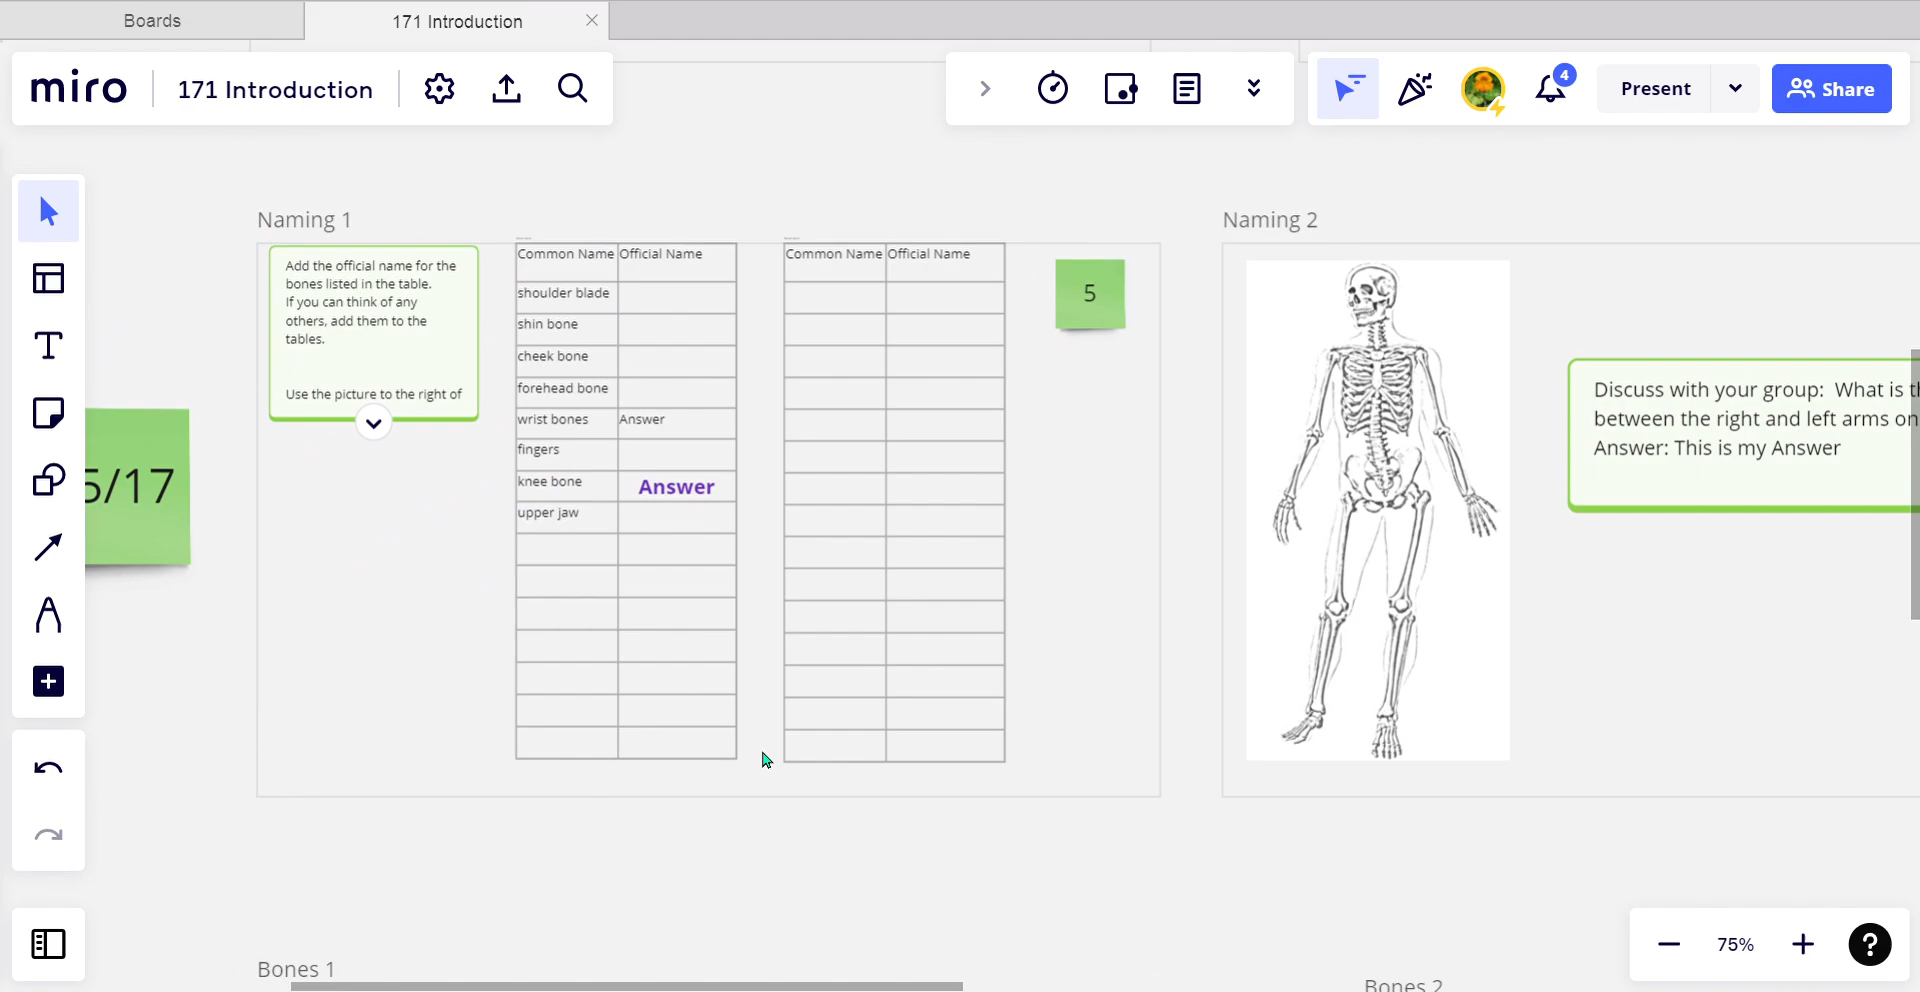 Boards
171 Introduction
miro
171 Introduction
4
Present
Share
Naming 1
Add the official name for the
bones listed in the table.
If you can think of any
others, add them to the
tables.
Use the picture to the right of
Common Name Official Name
shoulder blade
shin bone
cheek bone
forehead bone
wrist bones Answer
fingers
knee bone Answer
upper jaw
Common Name Official Name
5
5/17
Naming 2
Discuss with your group: What is th
between the right and left arms on
Answer: This is my Answer
Bones 1
Bones 2
75%